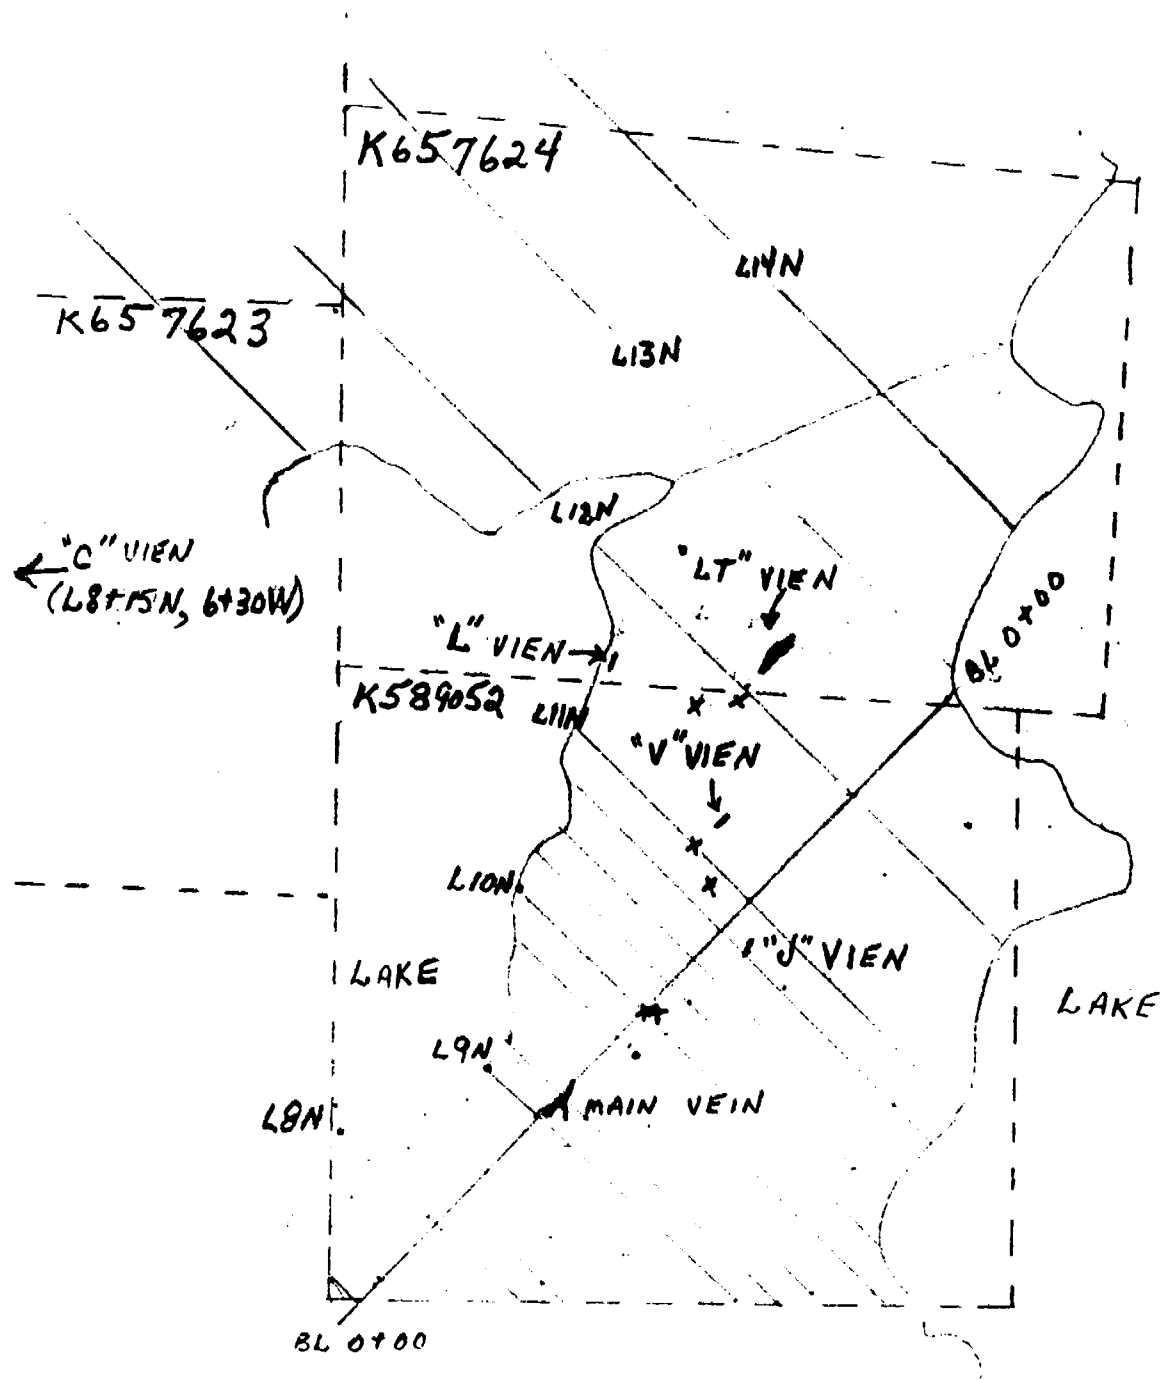 K657624
L14N
K657623
L13N
L12N
"C" VIEN
(L8+15N, 6+30W)
"LT" VIEN
"L" VIEN
BL 0+00
K589052
L11N
"V" VIEN
L10N
"J" VIEN
LAKE
LAKE
L9N
MAIN VEIN
L8N
BL 0+00